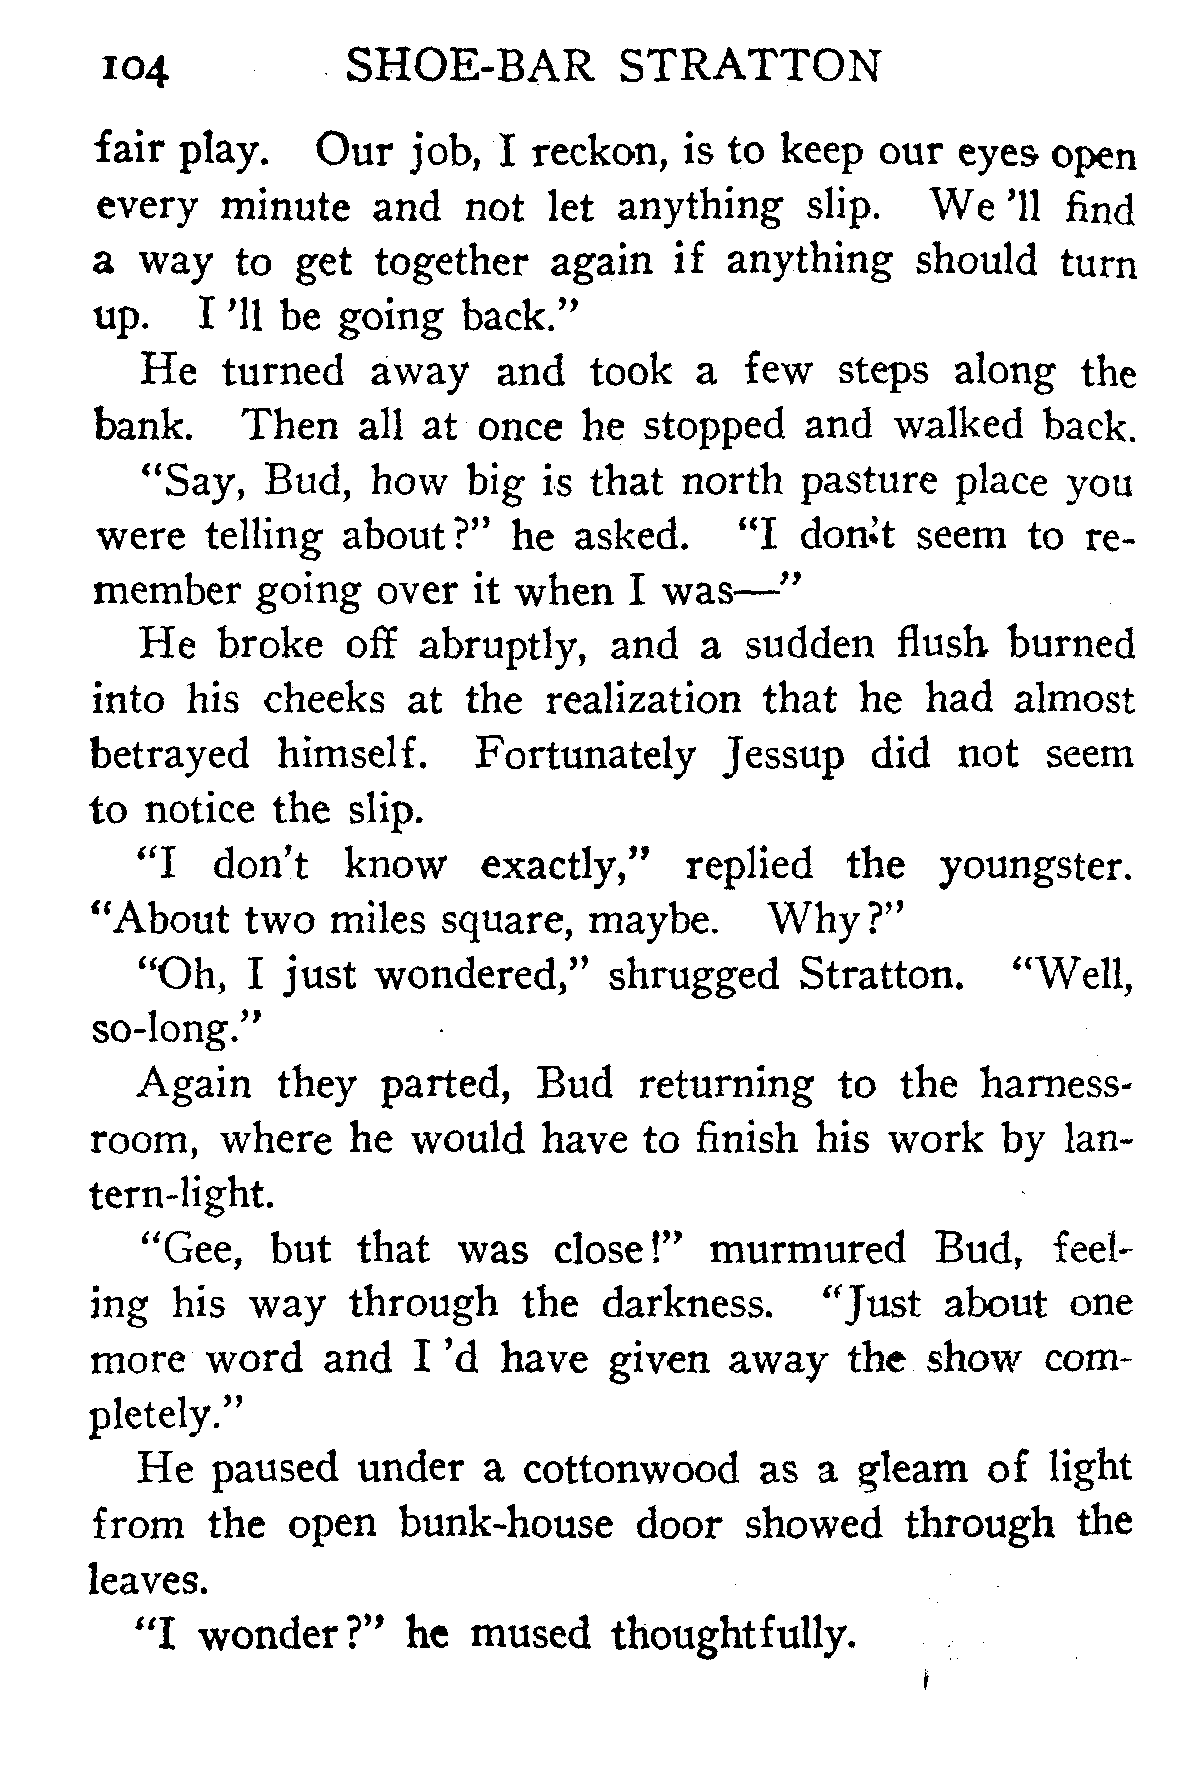 104 SHOE-BAR STRATTON
fair play. Our job, I reckon, is to keep our eyes open
every minute and not let anything slip. We 'll find
a way to get together again if anything should turn
up. I 'll be going back."
He turned away and took a few steps along the
bank. Then all at once he stopped and walked back.
"Say, Bud, how big is that north pasture place you
were telling about?" he asked. "I don't seem to re-
member going over it when I was—"
He broke off abruptly, and a sudden flush burned
into his cheeks at the realization that he had almost
betrayed himself. Fortunately Jessup did not seem
to notice the slip.
"I don't know exactly," replied the youngster.
"About two miles square, maybe. Why?"
"Oh, I just wondered," shrugged Stratton. "Well,
so-long."
Again they parted, Bud returning to the harness-
room, where he would have to finish his work by lan-
tern-light.
"Gee, but that was close!" murmured Bud, feel-
ing his way through the darkness. "Just about one
more word and I 'd have given away the show com-
pletely."
He paused under a cottonwood as a gleam of light
from the open bunk-house door showed through the
leaves.
"I wonder?" he mused thoughtfully.